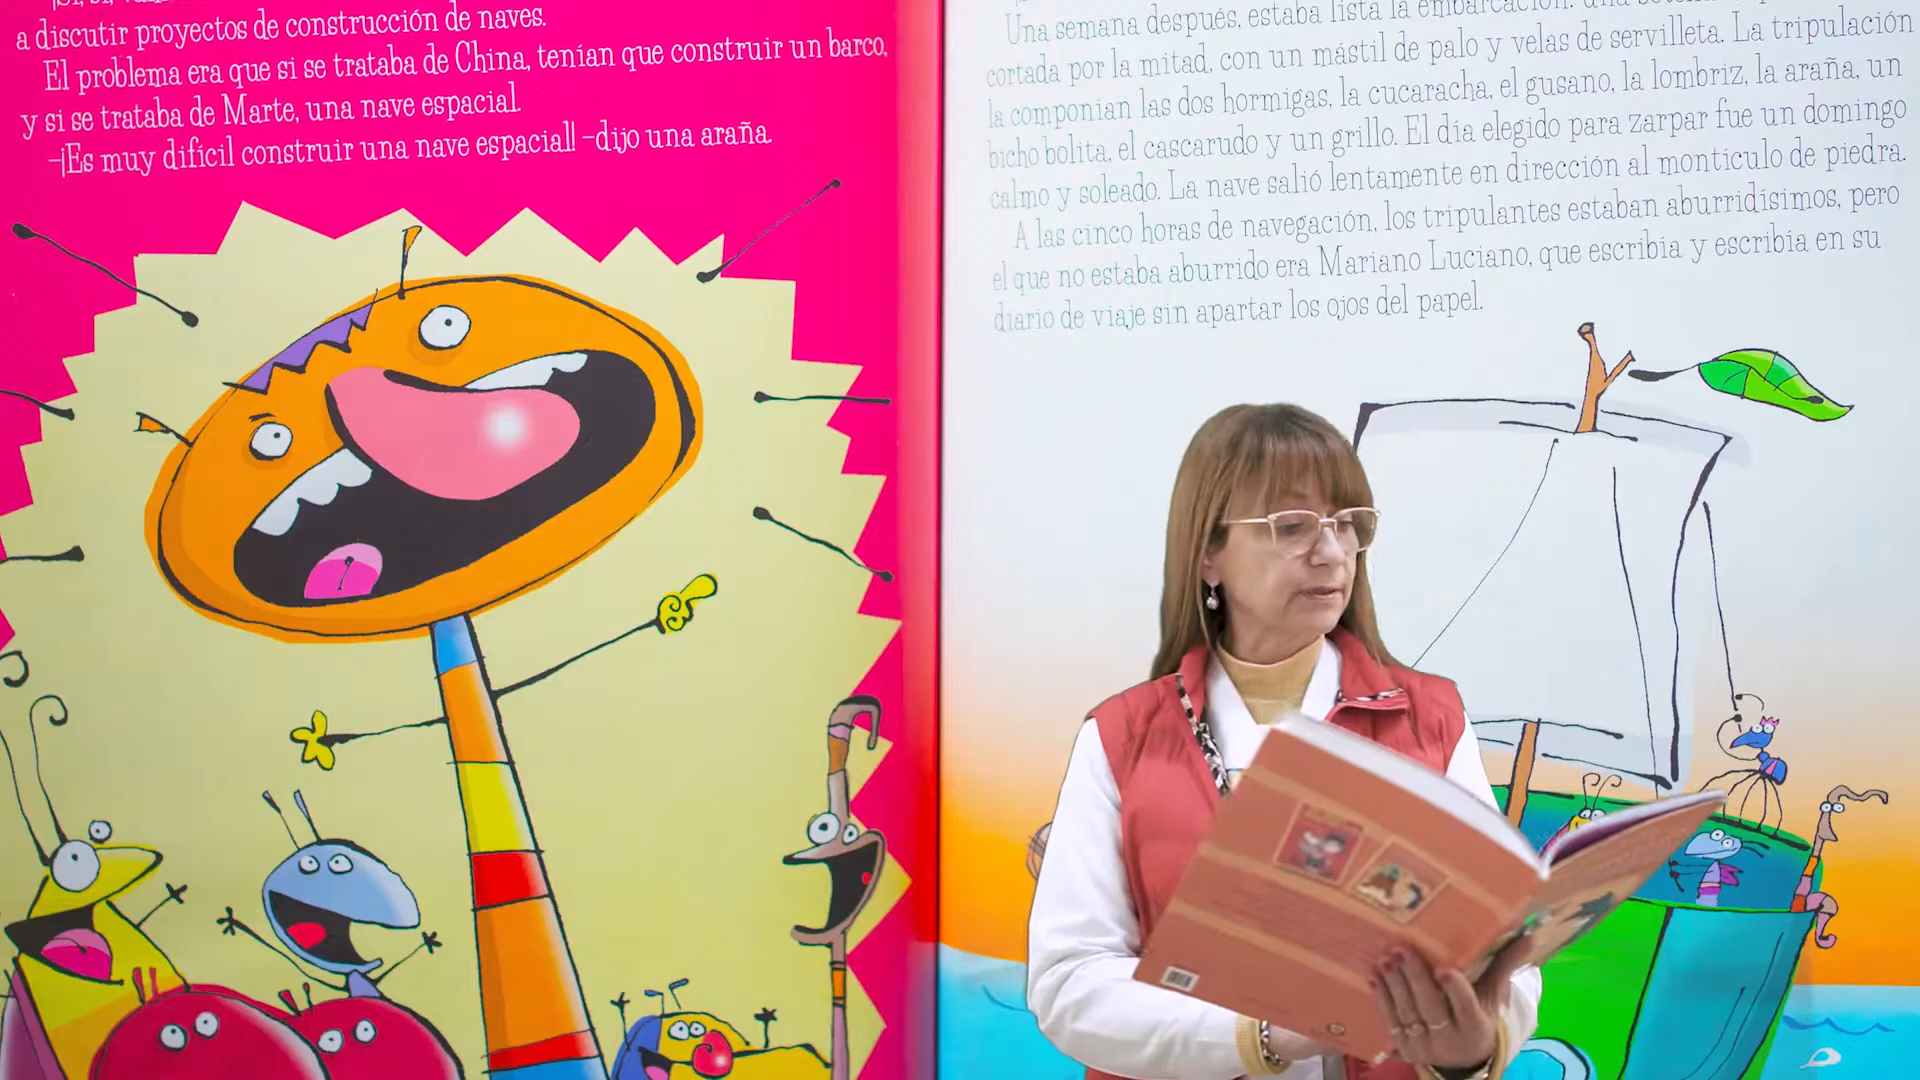 a discutir proyectos de construcción de naves.
El problema era que si se trataba de China, tenían que construir un barco,
y si se trataba de Marte, una nave espacial.
–¡Es muy difícil construir una nave espacial! –dijo una araña.
Una semana después, estaba lista la embarcación:
cortada por la mitad, con un mástil de palo y velas de servilleta. La tripulación
la componían las dos hormigas, la cucaracha, el gusano, la lombriz, la araña, un
bicho bolita, el cascarudo y un grillo. El día elegido para zarpar fue un domingo
calmo y soleado. La nave salió lentamente en dirección al montículo de piedra.
A las cinco horas de navegación, los tripulantes estaban aburridísimos, pero
el que no estaba aburrido era Mariano Luciano, que escribía y escribía en su
diario de viaje sin apartar los ojos del papel.